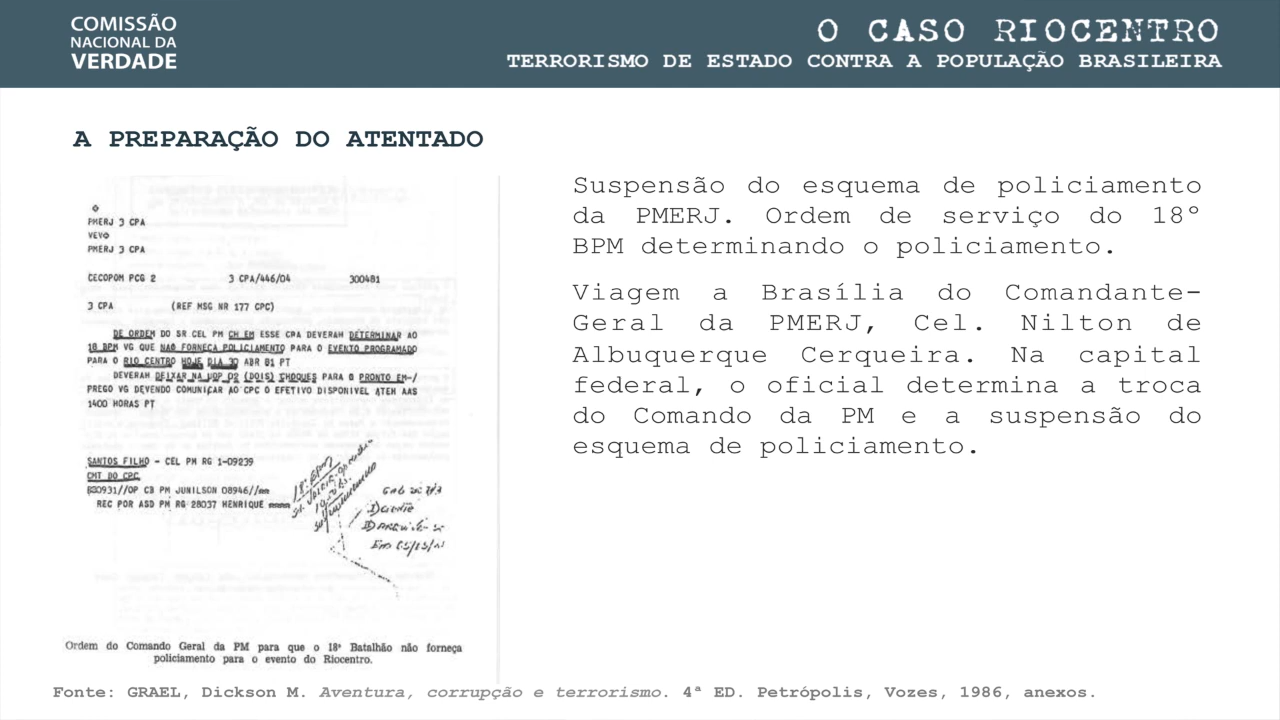 COMISSÃO
NACIONAL DA
VERDADE
O CASO RIOCENTRO
TERRORISMO DE ESTADO CONTRA A POPULAÇÃO BRASILEIRA
A PREPARAÇÃO DO ATENTADO
PMERJ 3 CPA
VEVO
PMERJ 3 CPA
CECOPOM PCG 2 3 CPA/446/04 300481
3 CPA (REF MSG NR 177 CPC)
DE ORDEM DO SR CEL PM CH EM ESSE CPA DEVERAH DETERMINAR AO
18 BPM VG QUE NAO FORNEÇA POLICIAMENTO PARA O EVENTO PROGRAMADO
PARA O RIO CENTRO HOJE DIA 30 ABR 81 PT
DEVERAH DEIXAR NA UOP 02 (DOIS) CHOQUES PARA O PRONTO EM-/
PREGO VG DEVENDO COMUNICAR AO CPC O EFETIVO DISPONIVEL ATEH AAS
1400 HORAS PT
SANTOS FILHO - CEL PM RG 1-09239
CMT DO CPC
830931//OP CB PM JUNILSON 08946//
REC POR ASD PM RG 28037 HENRIQUE
18º BPM
Ordem do Comando Geral da PM para que o 18º Batalhão não forneça
policiamento para o evento do Riocentro.
Suspensão do esquema de policiamento
da PMERJ. Ordem de serviço do 18º
BPM determinando o policiamento.
Viagem a Brasília do Comandante-
Geral da PMERJ, Cel. Nilton de
Albuquerque Cerqueira. Na capital
federal, o oficial determina a troca
do Comando da PM e a suspensão do
esquema de policiamento.
Fonte: GRAEL, Dickson M. Aventura, corrupção e terrorismo. 4ª ED. Petrópolis, Vozes, 1986, anexos.